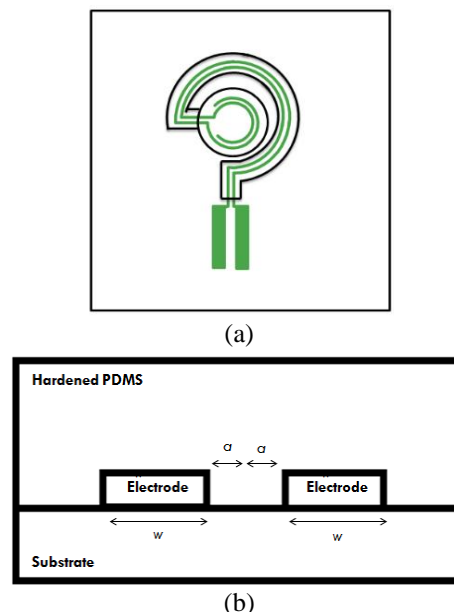 (a)
Hardened PDMS
a a
Electrode Electrode
w w
Substrate
(b)